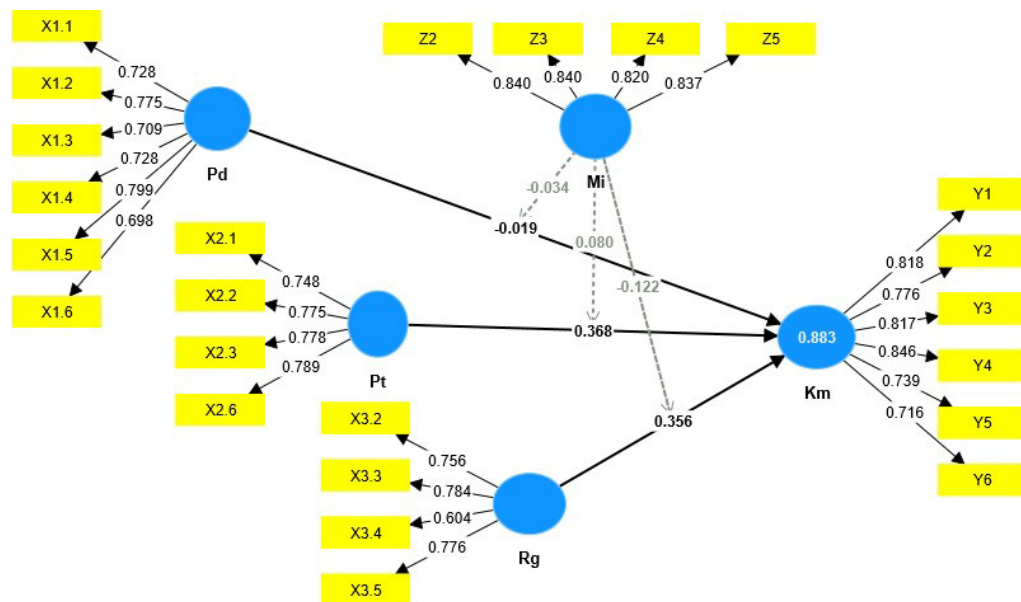 X1.1
X1.2
X1.3
X1.4
X1.5
X1.6
0.728
0.775
0.709
0.728
0.799
0.698
Pd
Z2
Z3
Z4
Z5
0.840
0.840
0.820
0.837
Mi
-0.034
0.080
-0.122
-0.019
0.368
0.356
X2.1
X2.2
X2.3
X2.6
0.748
0.775
0.778
0.789
Pt
X3.2
X3.3
X3.4
X3.5
0.756
0.784
0.604
0.776
Rg
0.883
Km
0.818
0.776
0.817
0.846
0.739
0.716
Y1
Y2
Y3
Y4
Y5
Y6